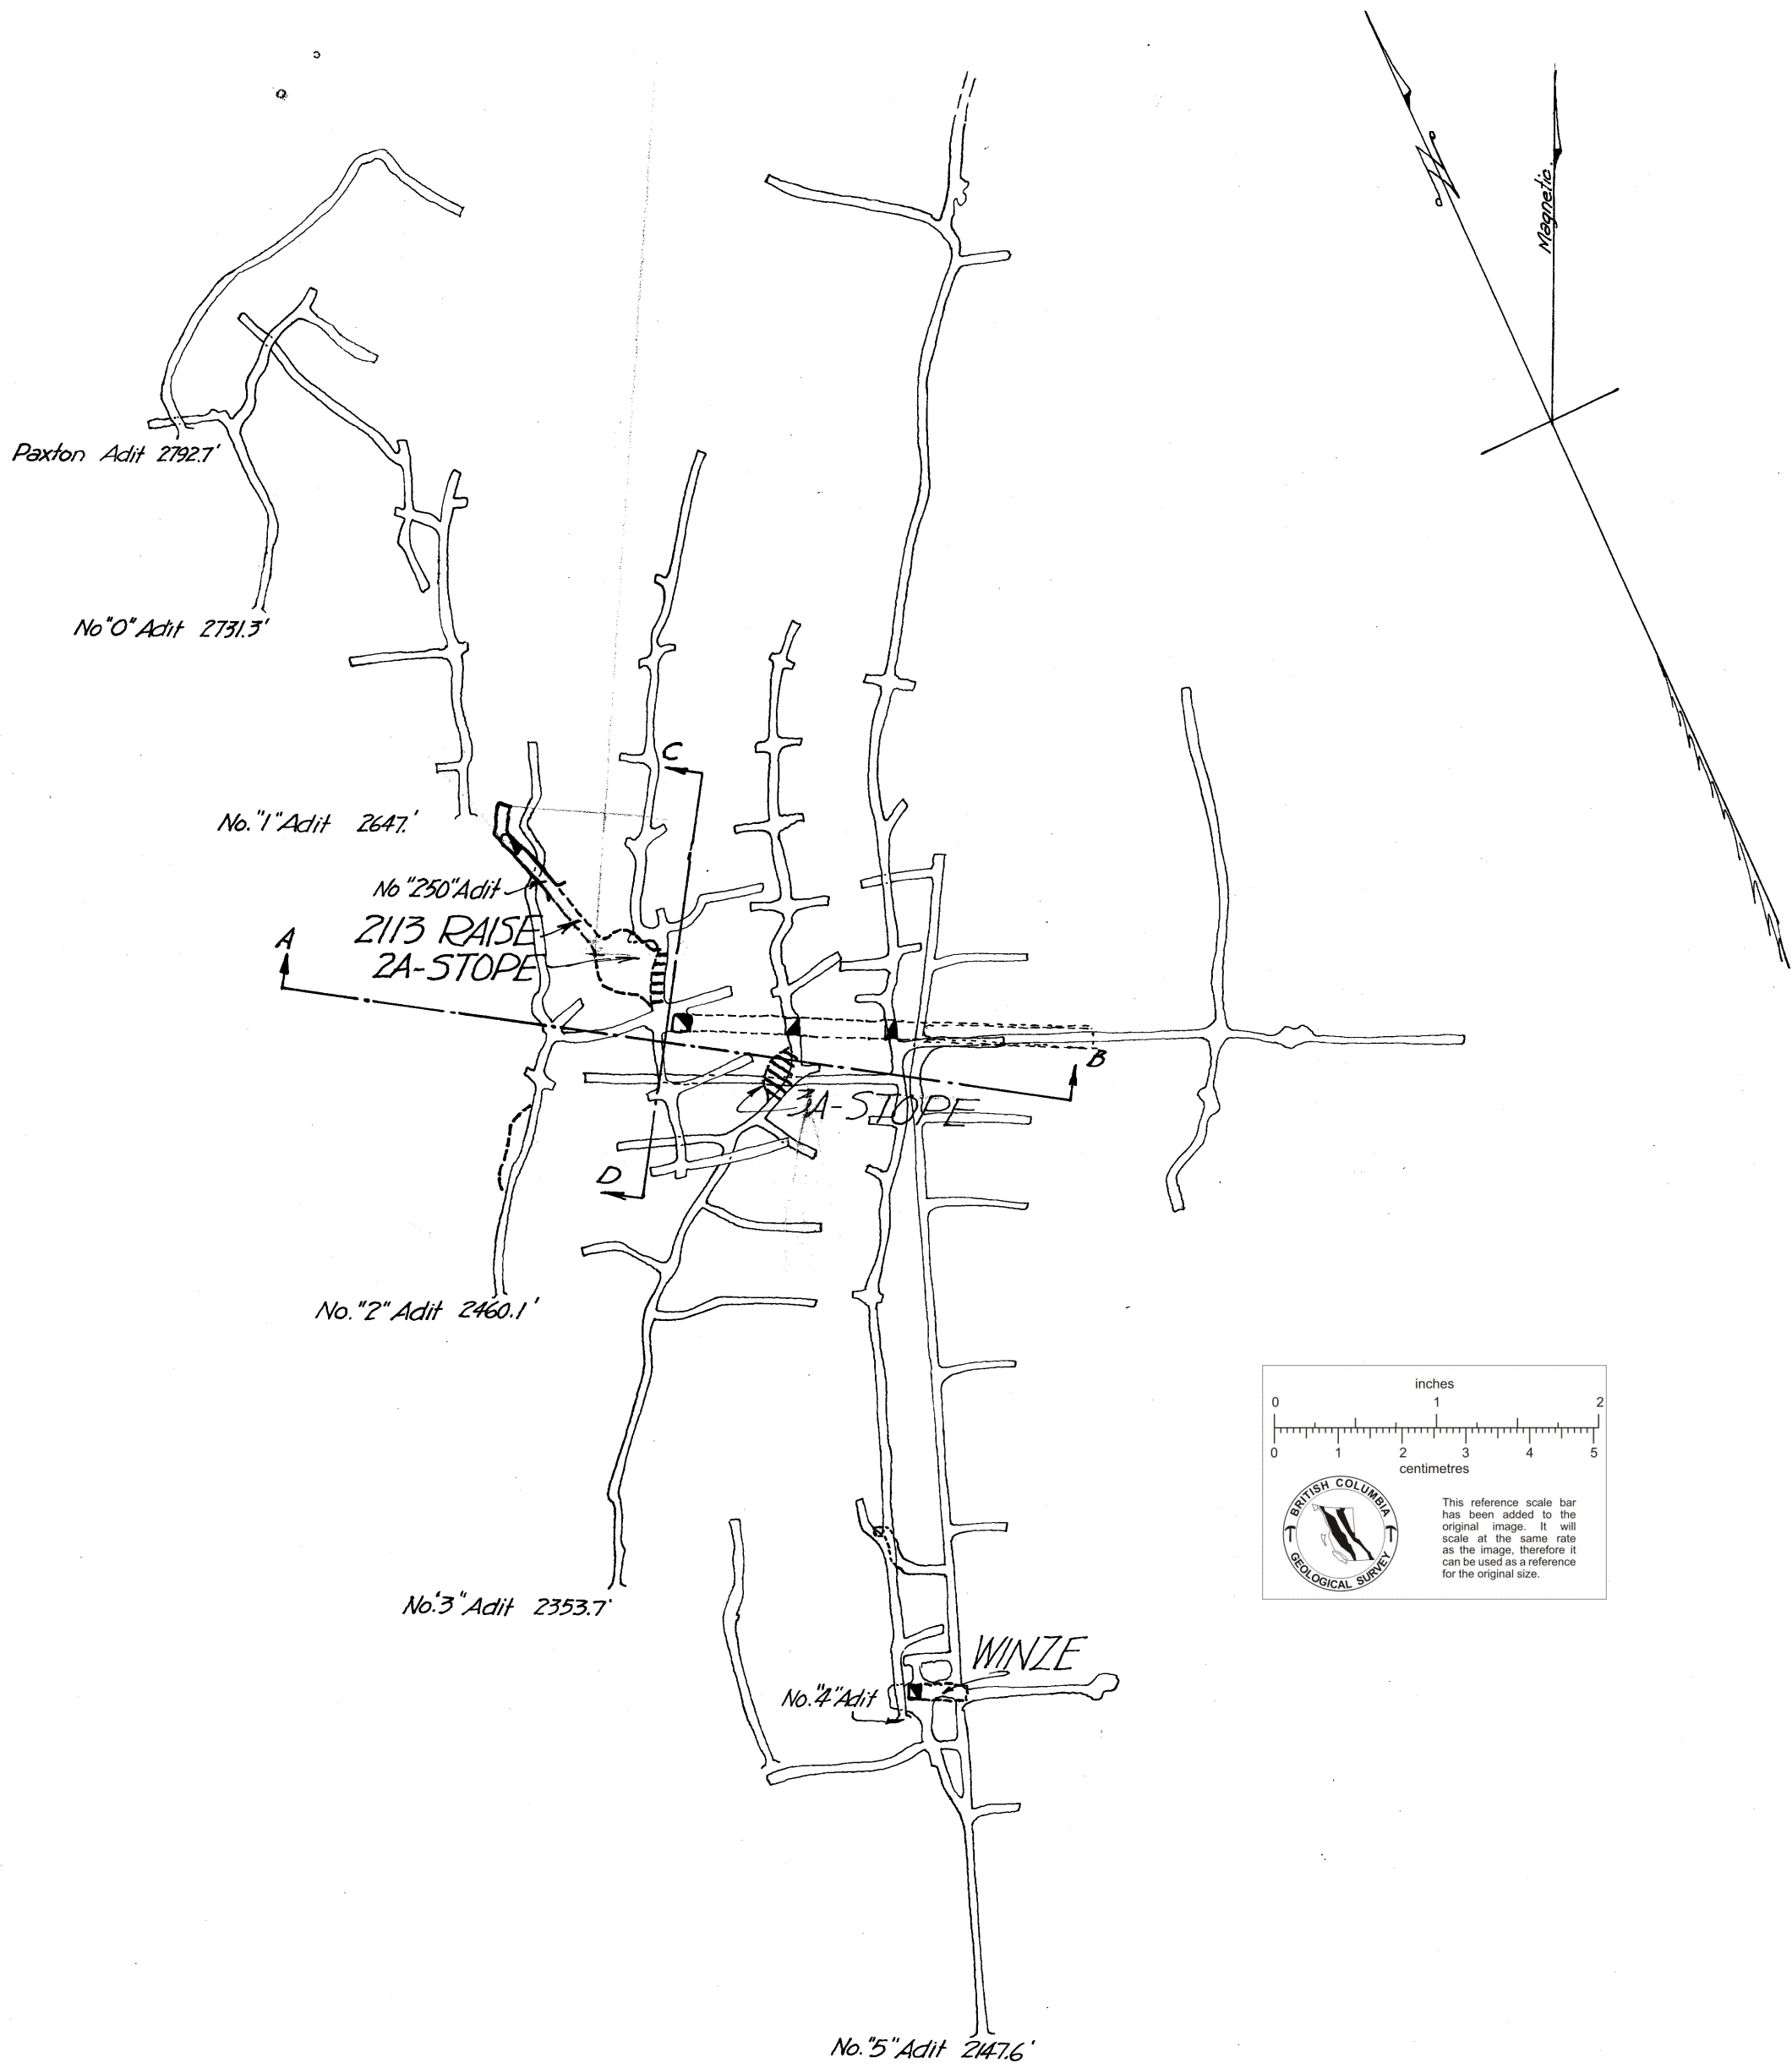 Magnetic.
Paxton Adit 2792.7'
No "0" Adit 2731.3'
C
No. "1" Adit 2647.'
No "250" Adit
2113 RAISE
2A-STOPE
A
B
3A-STOPE
D
No. "2" Adit 2460.1'
inches
0 1 2
0 1 2 3 4 5
centimetres
BRITISH COLUMBIA
GEOLOGICAL SURVEY
This reference scale bar
has been added to the
original image. It will
scale at the same rate
as the image, therefore it
can be used as a reference
for the original size.
No. "3" Adit 2353.7'
WINZE
No. "4" Adit
No. "5" Adit 2147.6'